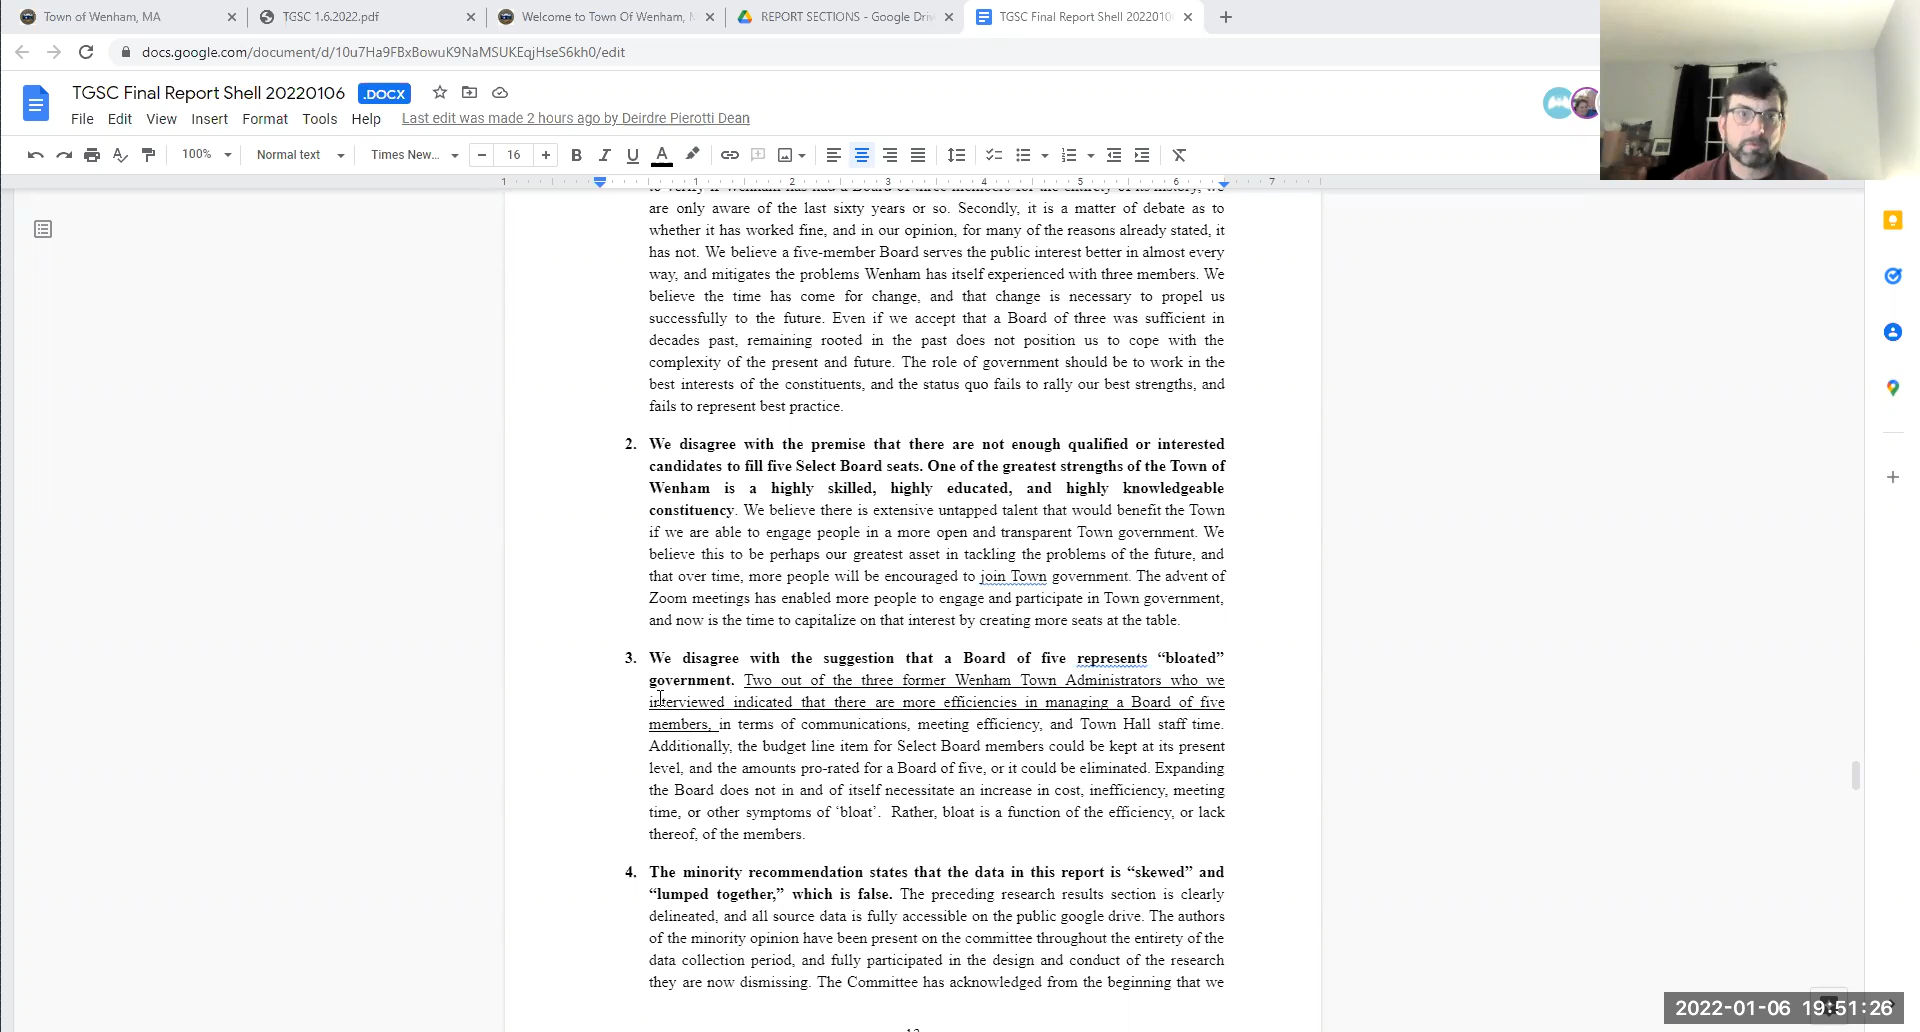 Town of Wenham, MA
TGSC 1.6.2022.pdf
Welcome to Town Of Wenham,
REPORT SECTIONS - Google Driv
TGSC Final Report Shell 2022010
docs.google.com/document/d/10u7Ha9FBxBowuK9NaMSUKEqjHseS6kh0/edit
TGSC Final Report Shell 20220106 .DOCX
File Edit View Insert Format Tools Help Last edit was made 2 hours ago by Deirdre Pierotti Dean
100% Normal text Times New... 16 B I U A
1 1 2 3 4 5 6 7
to verify if Wenham has had a Board of three members for the entirety of its history, we
are only aware of the last sixty years or so. Secondly, it is a matter of debate as to
whether it has worked fine, and in our opinion, for many of the reasons already stated, it
has not. We believe a five-member Board serves the public interest better in almost every
way, and mitigates the problems Wenham has itself experienced with three members. We
believe the time has come for change, and that change is necessary to propel us
successfully to the future. Even if we accept that a Board of three was sufficient in
decades past, remaining rooted in the past does not position us to cope with the
complexity of the present and future. The role of government should be to work in the
best interests of the constituents, and the status quo fails to rally our best strengths, and
fails to represent best practice.
2. We disagree with the premise that there are not enough qualified or interested
candidates to fill five Select Board seats. One of the greatest strengths of the Town of
Wenham is a highly skilled, highly educated, and highly knowledgeable
constituency. We believe there is extensive untapped talent that would benefit the Town
if we are able to engage people in a more open and transparent Town government. We
believe this to be perhaps our greatest asset in tackling the problems of the future, and
that over time, more people will be encouraged to join Town government. The advent of
Zoom meetings has enabled more people to engage and participate in Town government,
and now is the time to capitalize on that interest by creating more seats at the table.
3. We disagree with the suggestion that a Board of five represents “bloated”
government. Two out of the three former Wenham Town Administrators who we
interviewed indicated that there are more efficiencies in managing a Board of five
members, in terms of communications, meeting efficiency, and Town Hall staff time.
Additionally, the budget line item for Select Board members could be kept at its present
level, and the amounts pro-rated for a Board of five, or it could be eliminated. Expanding
the Board does not in and of itself necessitate an increase in cost, inefficiency, meeting
time, or other symptoms of ‘bloat’. Rather, bloat is a function of the efficiency, or lack
thereof, of the members.
4. The minority recommendation states that the data in this report is “skewed” and
“lumped together,” which is false. The preceding research results section is clearly
delineated, and all source data is fully accessible on the public google drive. The authors
of the minority opinion have been present on the committee throughout the entirety of the
data collection period, and fully participated in the design and conduct of the research
they are now dismissing. The Committee has acknowledged from the beginning that we
2022-01-06 19:51:26